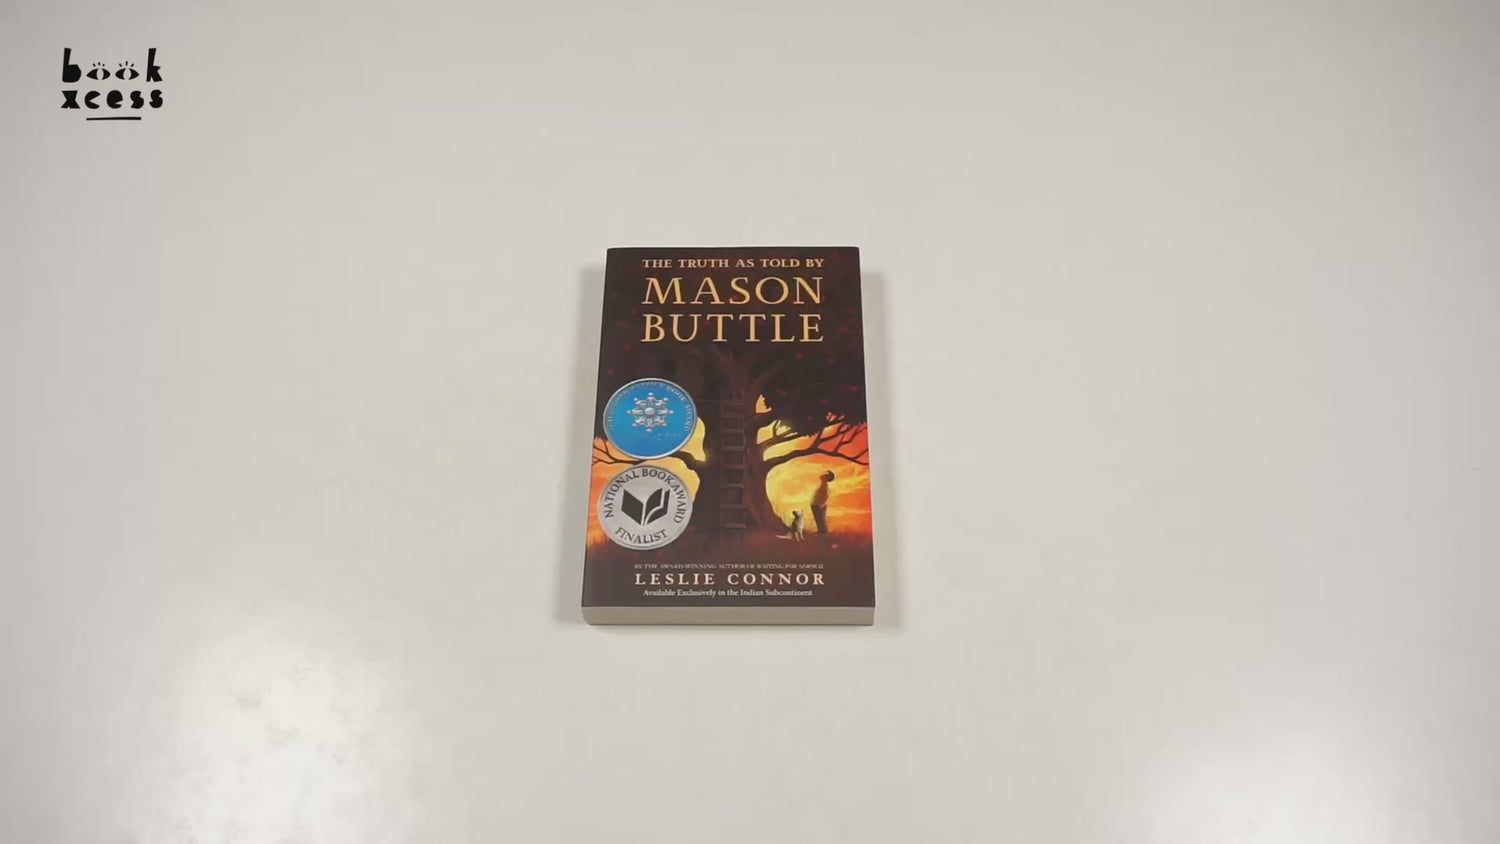 book
xcess
THE TRUTH AS TOLD BY
MASON
BUTTLE
NATIONAL BOOK AWARD
FINALIST
BY THE AWARD-WINNING AUTHOR OF WAITING FOR NORMAL
LESLIE CONNOR
Available Exclusively in the Indian Subcontinent